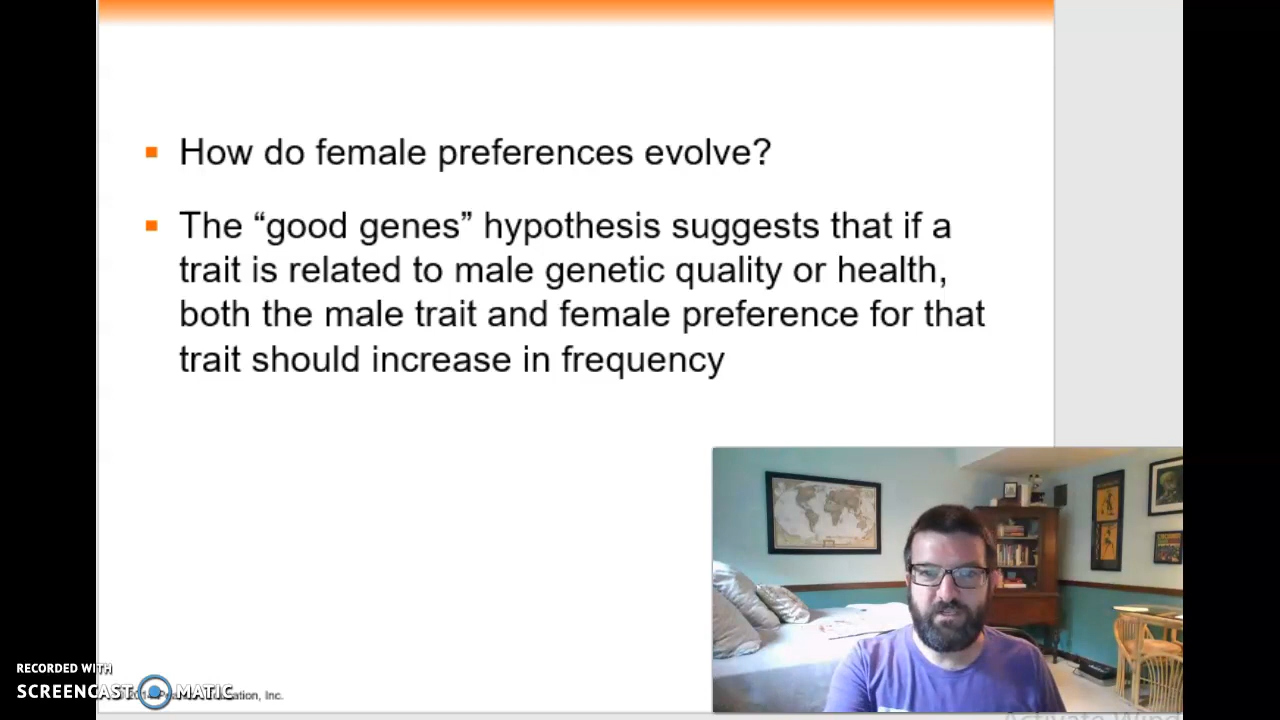 ▪ How do female preferences evolve?
▪ The “good genes” hypothesis suggests that if a
trait is related to male genetic quality or health,
both the male trait and female preference for that
trait should increase in frequency
RECORDED WITH
SCREENCAST MATIC
Inc.